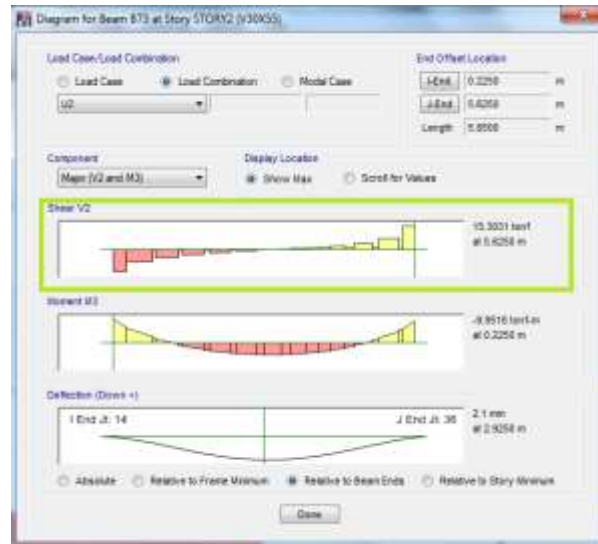 Diagram for Beam B73 at Story STORY2 (V30X55)
Load Case/Load Combination
End Offset Location
Load Case Load Combination Modal Case
I-End 0.2250 m
U2
J-End 5.6250 m
Length 5.8500 m
Component
Display Location
Major (V2 and M3)
Show Max Scroll for Values
Shear V2
15.3031 tonf
at 5.6250 m
Moment M3
-9.9516 tonf-m
at 0.2250 m
Deflection (Down +)
I End Jt: 14
J End Jt: 36
2.1 mm
at 2.9250 m
Absolute Relative to Frame Minimum Relative to Beam Ends Relative to Story Minimum
Done